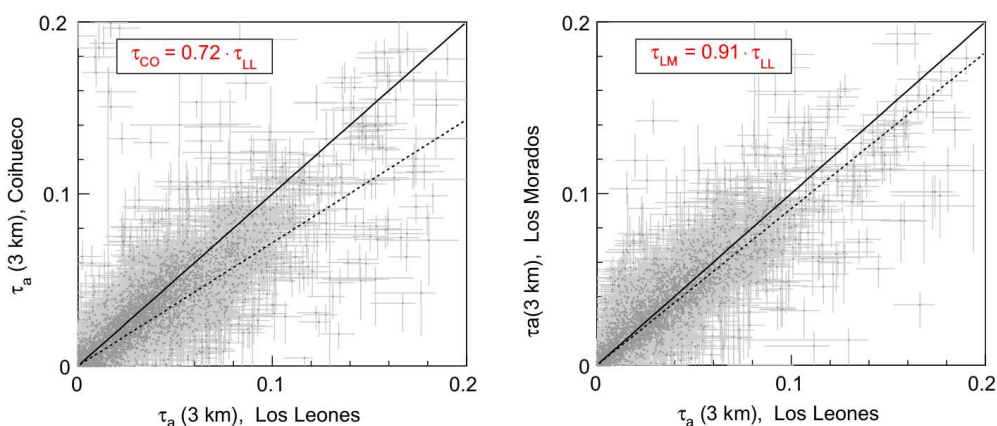 0.2
τCO = 0.72 · τLL
0.1
0
0
0.1
0.2
τa (3 km), Coihueco
τa (3 km), Los Leones
0.2
τLM = 0.91 · τLL
0.1
0
0
0.1
0.2
τa(3 km), Los Morados
τa (3 km), Los Leones